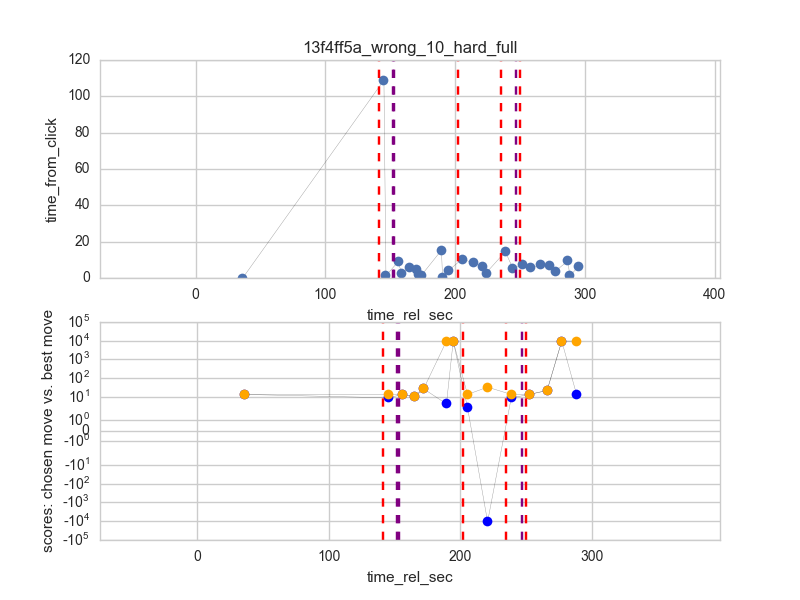 13f4ff5a_wrong_10_hard_full
120
100
80
60
40
20
0
time_from_click
0 100 200 300 400
time_rel_sec
10^5
10^4
10^3
10^2
10^1
10^0
0
-10^0
-10^1
-10^2
-10^3
-10^4
-10^5
scores: chosen move vs. best move
0 100 200 300
time_rel_sec